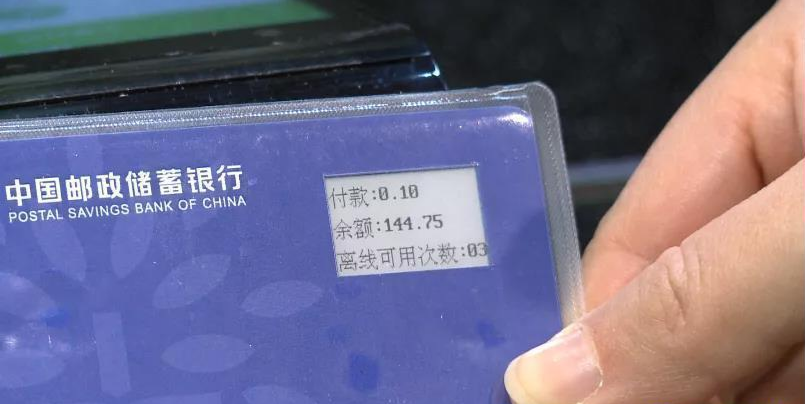 中国邮政储蓄银行
POSTAL SAVINGS BANK OF CHINA
付款:0.10
余额:144.75
离线可用次数:03